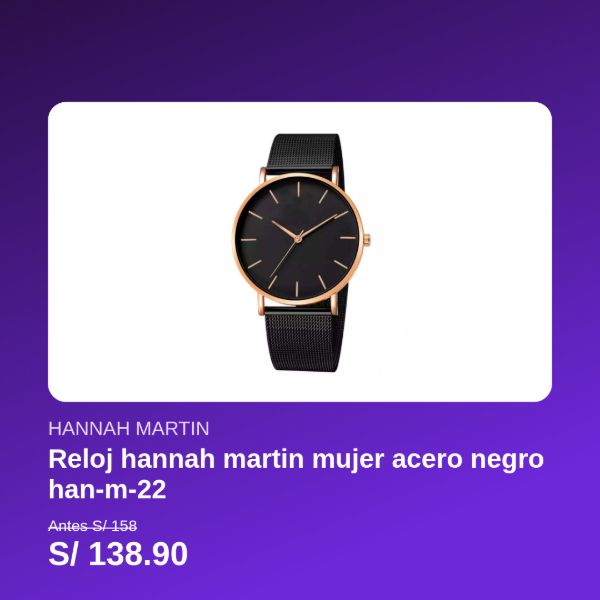 HANNAH MARTIN
Reloj hannah martin mujer acero negro
han-m-22
Antes S/ 158
S/ 138.90